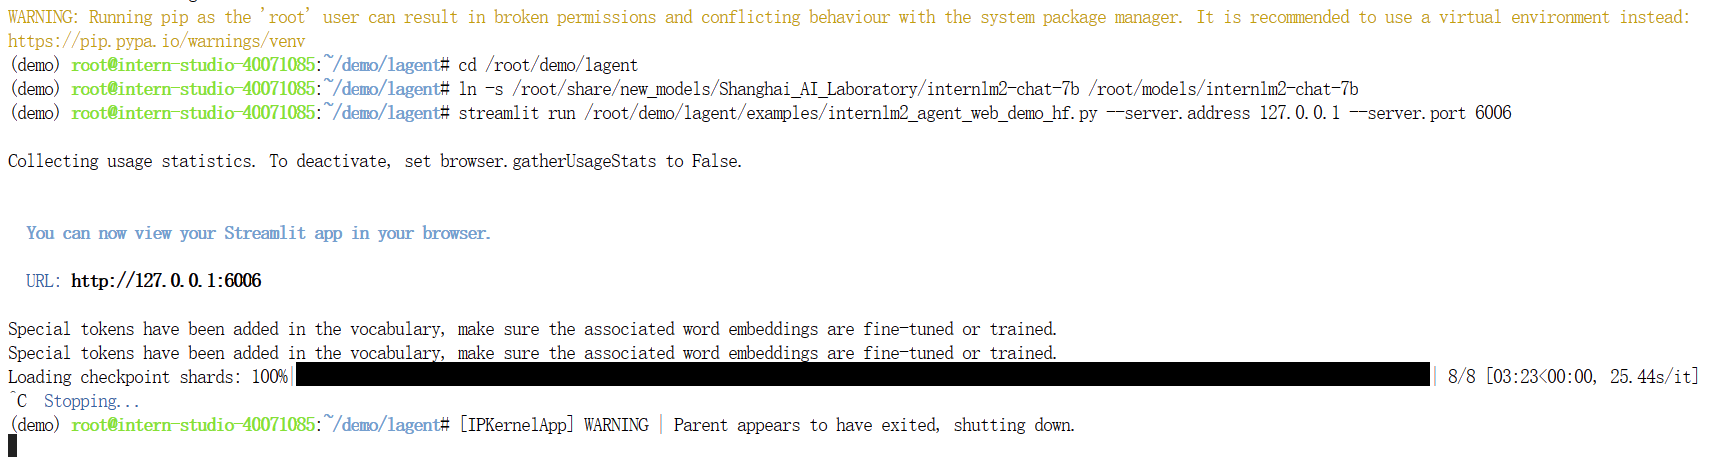 WARNING: Running pip as the 'root' user can result in broken permissions and conflicting behaviour with the system package manager. It is recommended to use a virtual environment instead:
https://pip.pypa.io/warnings/venv
(demo) root@intern-studio-40071085:~/demo/lagent# cd /root/demo/lagent
(demo) root@intern-studio-40071085:~/demo/lagent# ln -s /root/share/new_models/Shanghai_AI_Laboratory/internlm2-chat-7b /root/models/internlm2-chat-7b
(demo) root@intern-studio-40071085:~/demo/lagent# streamlit run /root/demo/lagent/examples/internlm2_agent_web_demo_hf.py --server.address 127.0.0.1 --server.port 6006
Collecting usage statistics. To deactivate, set browser.gatherUsageStats to False.
You can now view your Streamlit app in your browser.
URL: http://127.0.0.1:6006
Special tokens have been added in the vocabulary, make sure the associated word embeddings are fine-tuned or trained.
Special tokens have been added in the vocabulary, make sure the associated word embeddings are fine-tuned or trained.
Loading checkpoint shards: 100%| | 8/8 [03:23<00:00, 25.44s/it]
^C Stopping...
(demo) root@intern-studio-40071085:~/demo/lagent# [IPKernelApp] WARNING | Parent appears to have exited, shutting down.